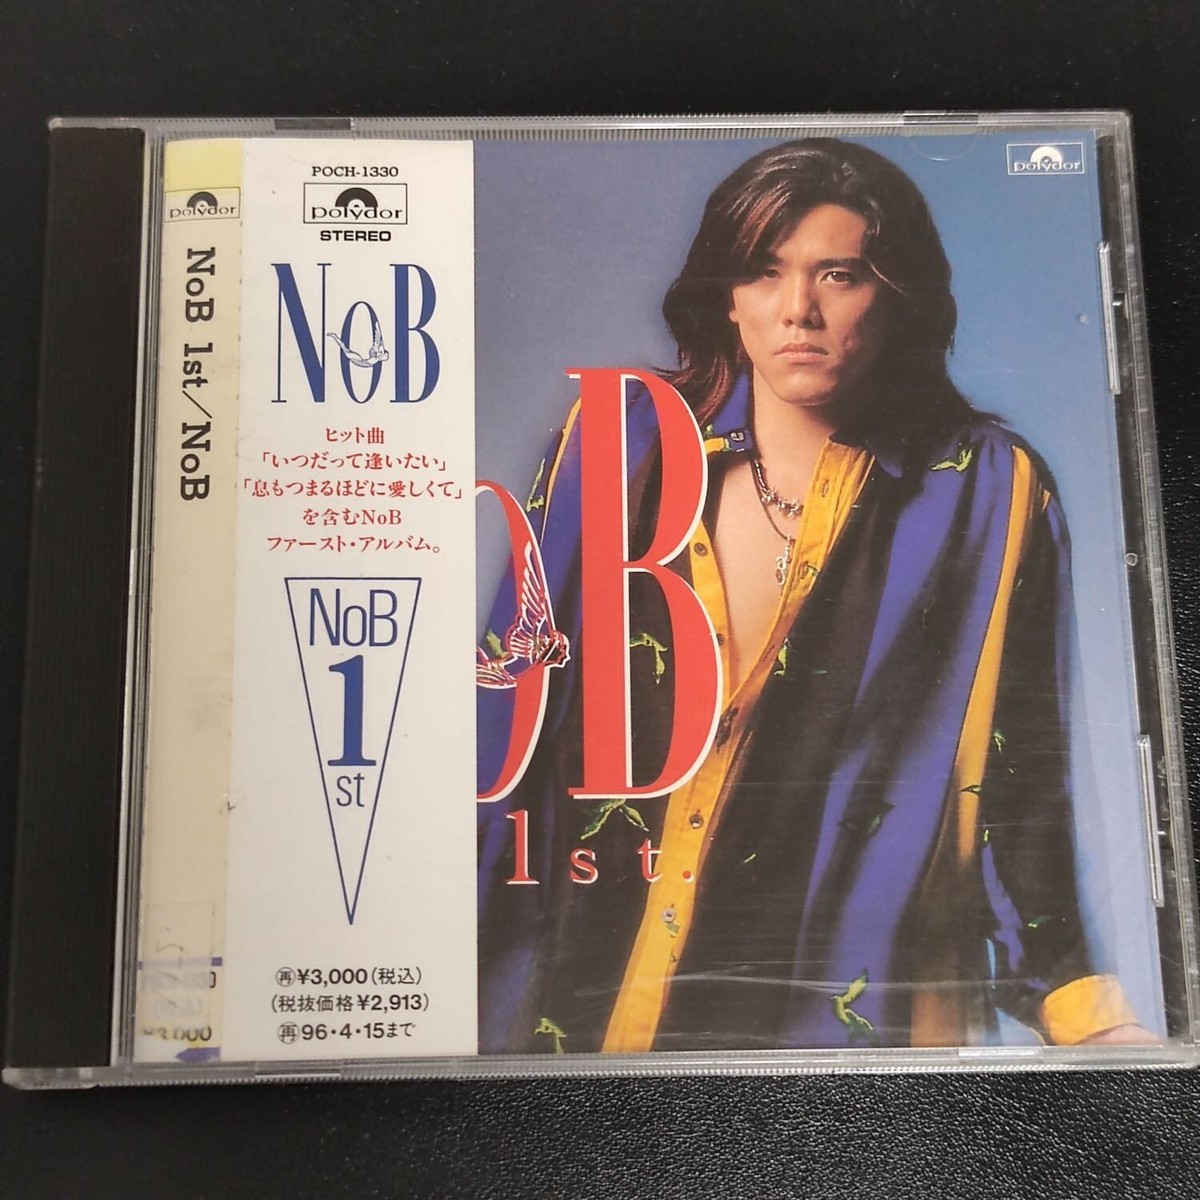 polydor
NoB 1st/NoB
¥3,000
POCH-1330
polydor
STEREO
NoB
ヒット曲
「いつだって逢いたい」
「息もつまるほどに愛しくて」
を含むNoB
ファースト・アルバム。
NoB
1
st
再¥3,000(税込)
(税抜価格¥2,913)
再96・4・15まで
polydor
oB
1st.